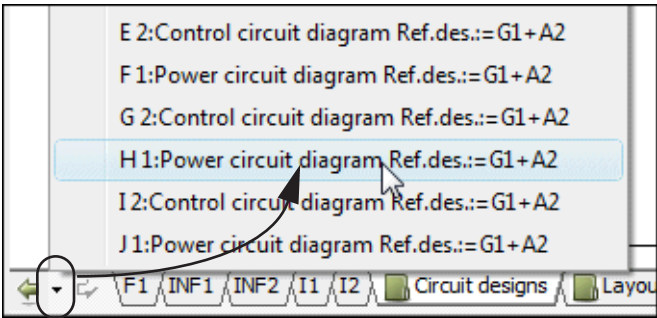 E 2:Control circuit diagram Ref.des.:=G1+A2
F 1:Power circuit diagram Ref.des.:=G1+A2
G 2:Control circuit diagram Ref.des.:=G1+A2
H 1:Power circuit diagram Ref.des.:=G1+A2
I 2:Control circuit diagram Ref.des.:=G1+A2
J 1:Power circuit diagram Ref.des.:=G1+A2
F1 INF1 INF2 I1 I2 Circuit designs Layou